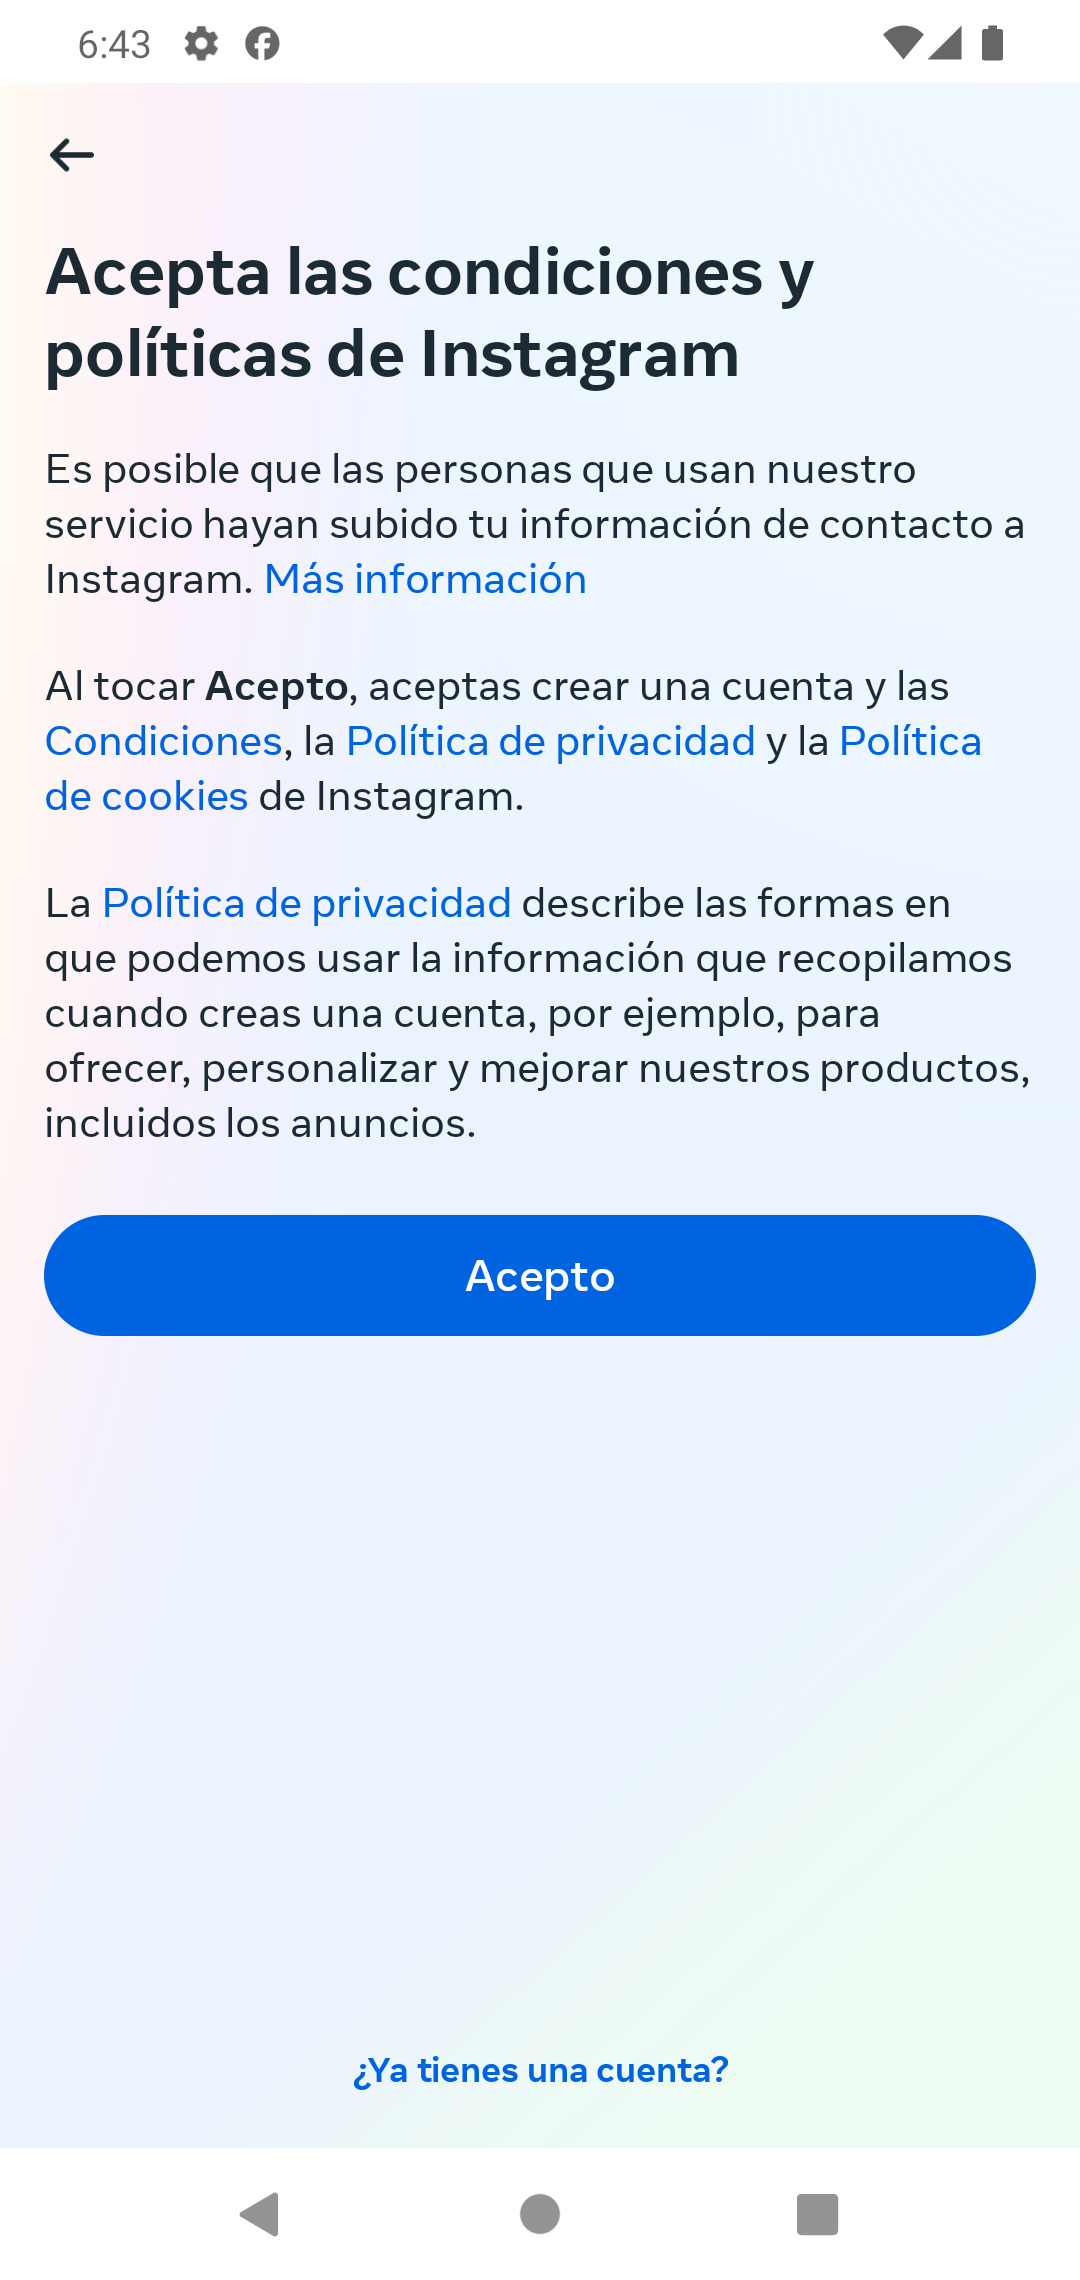 6:43
Acepta las condiciones y
políticas de Instagram
Es posible que las personas que usan nuestro
servicio hayan subido tu información de contacto a
Instagram. Más información
Al tocar Acepto, aceptas crear una cuenta y las
Condiciones, la Política de privacidad y la Política
de cookies de Instagram.
La Política de privacidad describe las formas en
que podemos usar la información que recopilamos
cuando creas una cuenta, por ejemplo, para
ofrecer, personalizar y mejorar nuestros productos,
incluidos los anuncios.
Acepto
¿Ya tienes una cuenta?